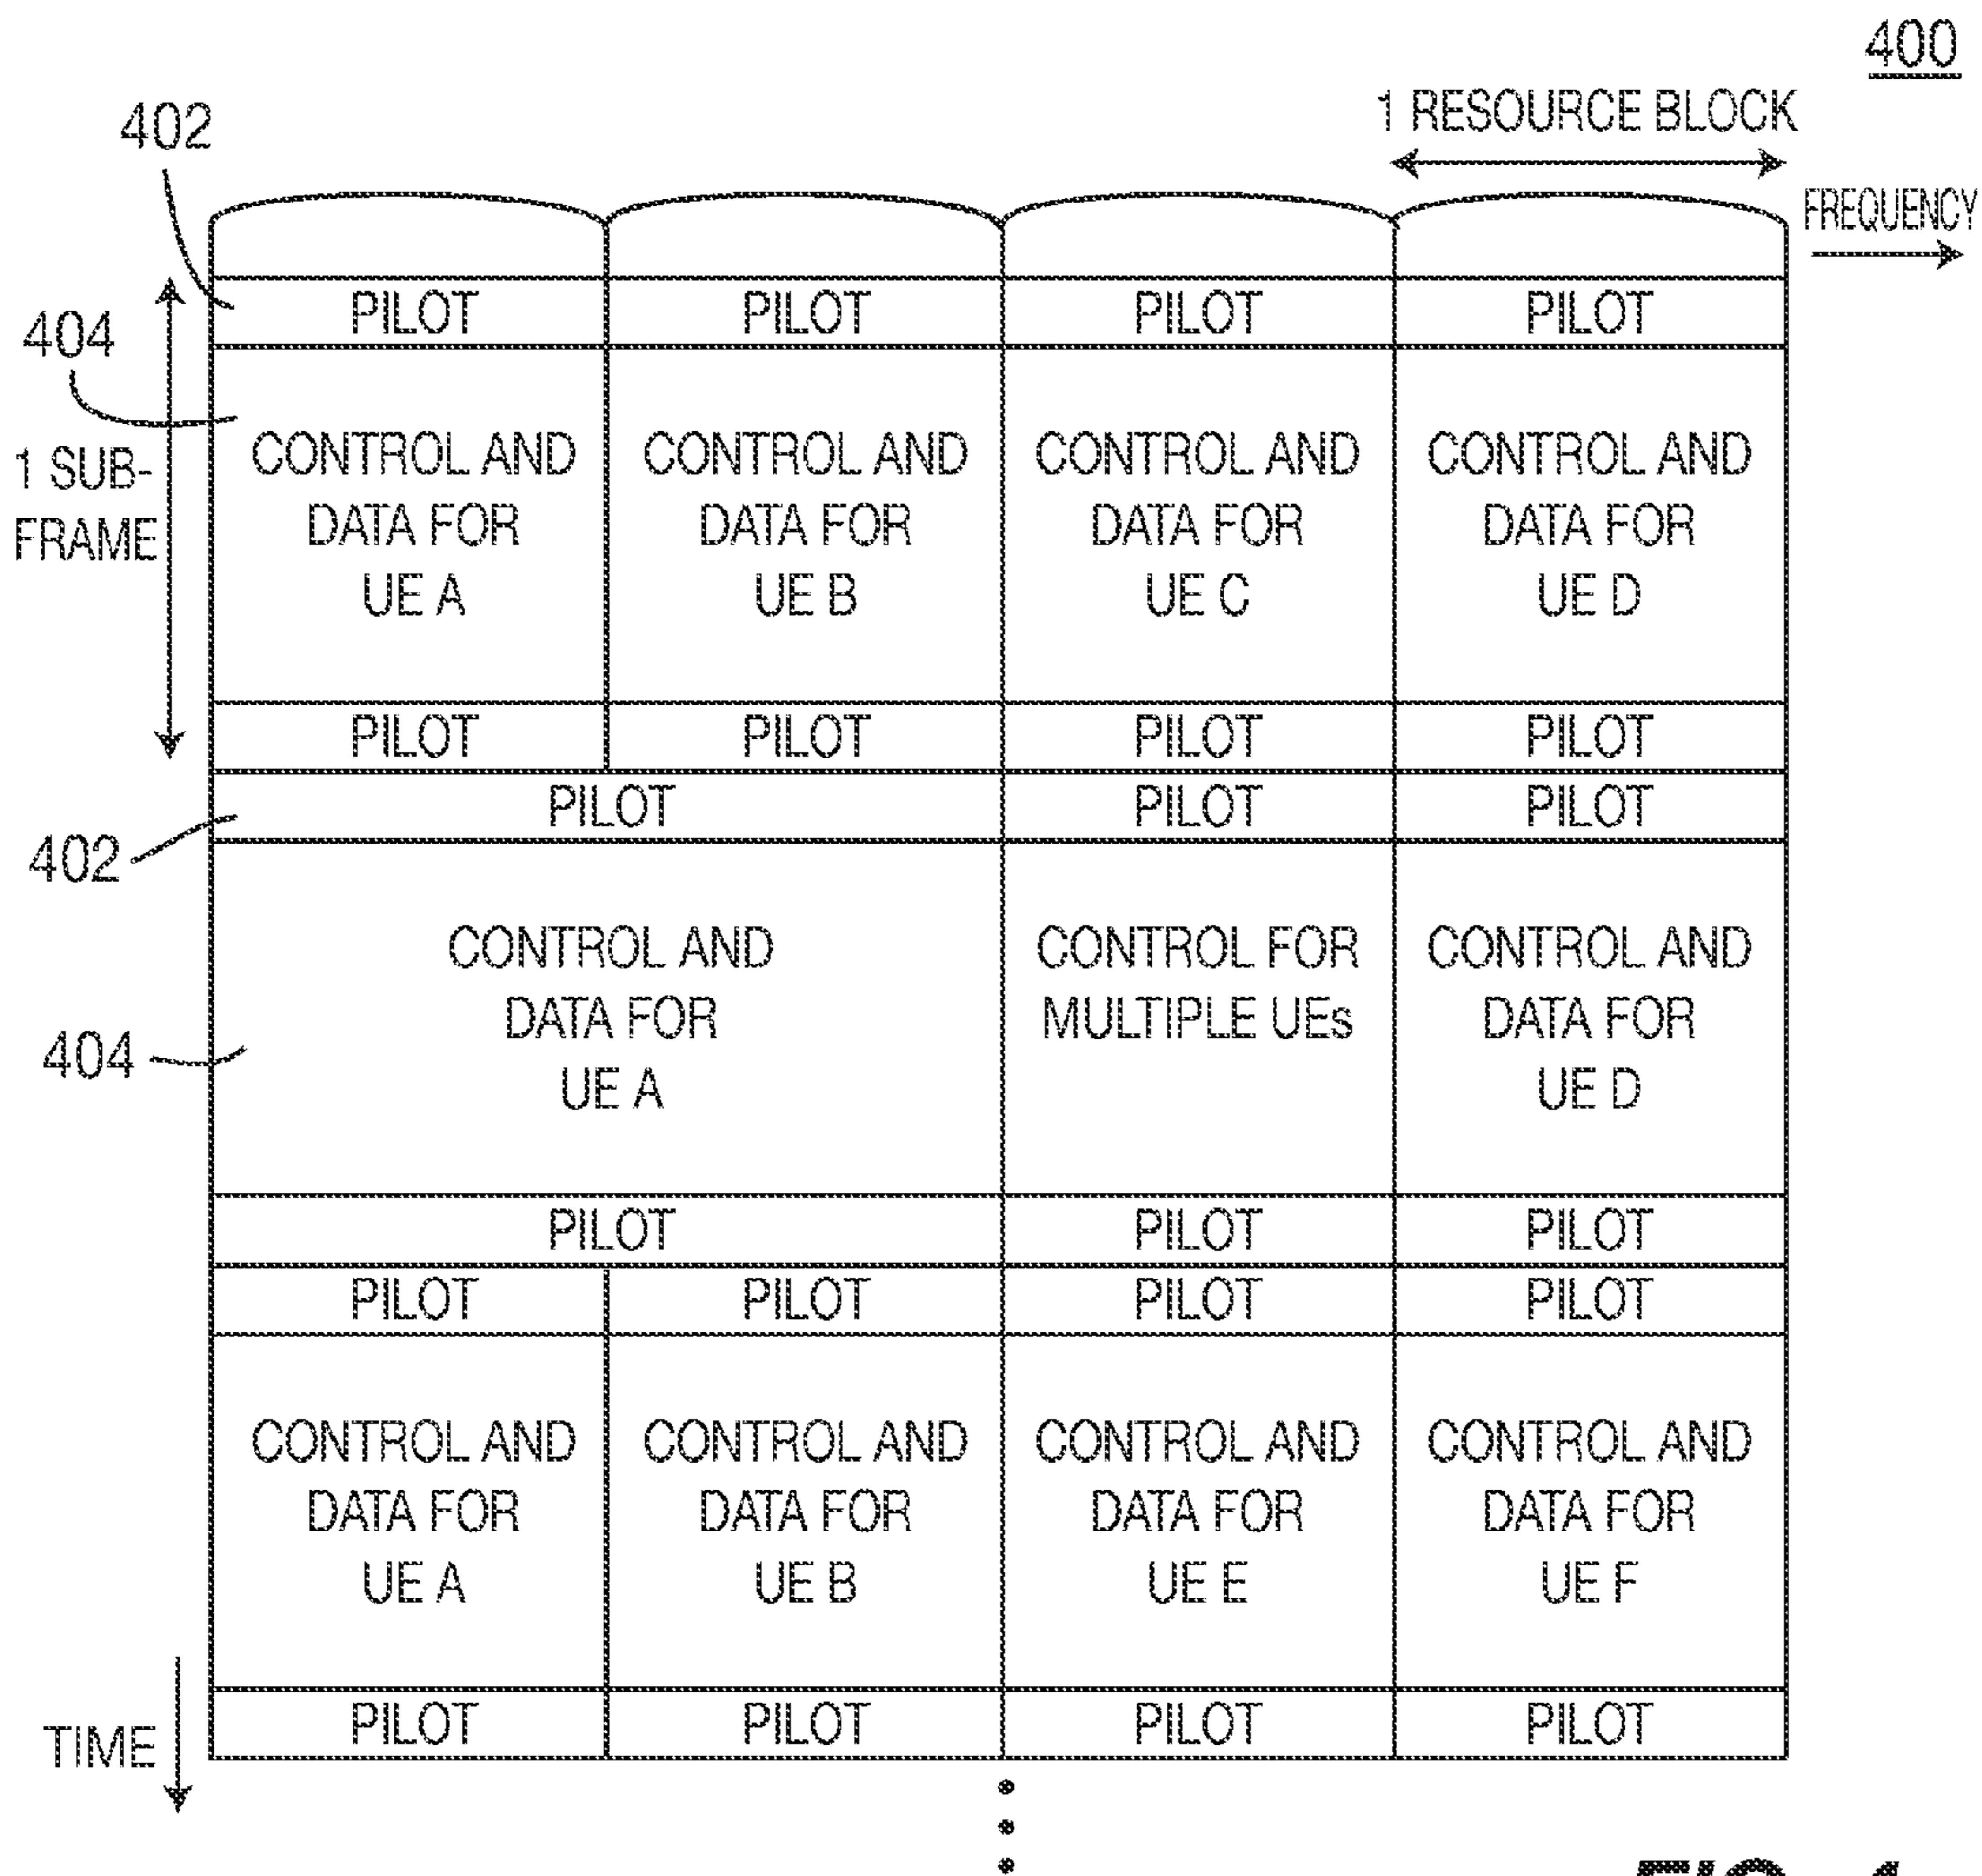 400
402
1 RESOURCE BLOCK
FREQUENCY
PILOT PILOT PILOT PILOT
404
1 SUB-
FRAME
CONTROL AND
DATA FOR
UE A
CONTROL AND
DATA FOR
UE B
CONTROL AND
DATA FOR
UE C
CONTROL AND
DATA FOR
UE D
PILOT PILOT PILOT PILOT
PILOT PILOT PILOT
402
404
CONTROL AND
DATA FOR
UE A
CONTROL FOR
MULTIPLE UEs
CONTROL AND
DATA FOR
UE D
PILOT PILOT PILOT
PILOT PILOT PILOT PILOT
CONTROL AND
DATA FOR
UE A
CONTROL AND
DATA FOR
UE B
CONTROL AND
DATA FOR
UE E
CONTROL AND
DATA FOR
UE F
TIME
PILOT PILOT PILOT PILOT